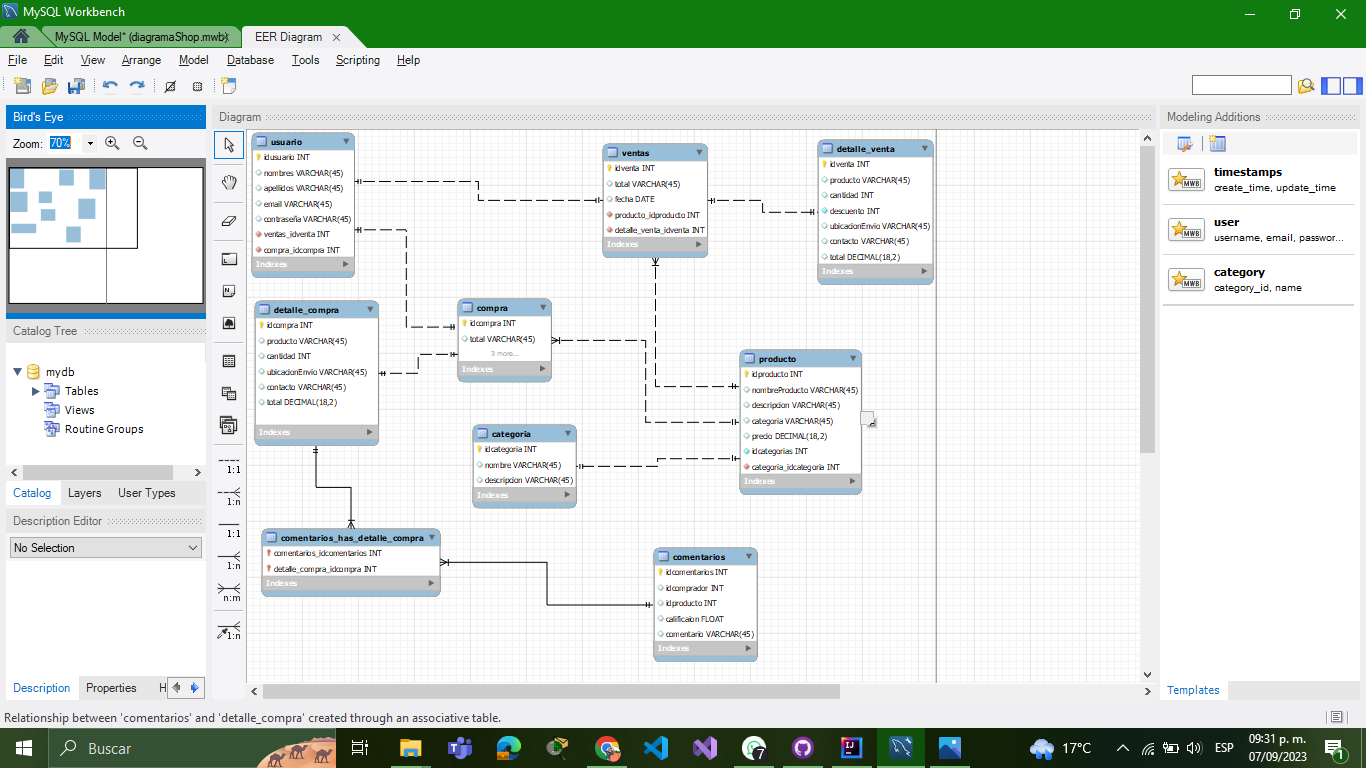 MySQL Workbench
MySQL Model* (diagramaShop.mwb)
EER Diagram
File Edit View Arrange Model Database Tools Scripting Help
Bird's Eye
Zoom: 70%
Catalog Tree
mydb
Tables
Views
Routine Groups
Catalog Layers User Types
Description Editor
No Selection
Description Properties H
Diagram
1:1
1:n
1:1
1:n
n:m
1:n
usuario
idusuario INT
nombres VARCHAR(45)
apellidos VARCHAR(45)
email VARCHAR(45)
contraseña VARCHAR(45)
ventas_idventa INT
compra_idcompra INT
Indexes
ventas
idventa INT
total VARCHAR(45)
fecha DATE
producto_idproducto INT
detalle_venta_idventa INT
Indexes
detalle_venta
idventa INT
producto VARCHAR(45)
cantidad INT
descuento INT
ubicacionEnvio VARCHAR(45)
contacto VARCHAR(45)
total DECIMAL(18,2)
Indexes
detalle_compra
idcompra INT
producto VARCHAR(45)
cantidad INT
ubicacionEnvio VARCHAR(45)
contacto VARCHAR(45)
total DECIMAL(18,2)
Indexes
compra
idcompra INT
total VARCHAR(45)
3 more...
Indexes
producto
idproducto INT
nombreProducto VARCHAR(45)
descripcion VARCHAR(45)
categoria VARCHAR(45)
precio DECIMAL(18,2)
idcategorias INT
categoria_idcategoria INT
Indexes
categoria
idcategoria INT
nombre VARCHAR(45)
descripcion VARCHAR(45)
Indexes
comentarios_has_detalle_compra
comentarios_idcomentarios INT
detalle_compra_idcompra INT
Indexes
comentarios
idcomentarios INT
idcomprador INT
idproducto INT
calificaion FLOAT
comentario VARCHAR(45)
Indexes
Modeling Additions
timestamps
create_time, update_time
user
username, email, passwor...
category
category_id, name
Templates
Relationship between 'comentarios' and 'detalle_compra' created through an associative table.
Buscar
7
17°C
ESP
09:31 p. m.
07/09/2023
1